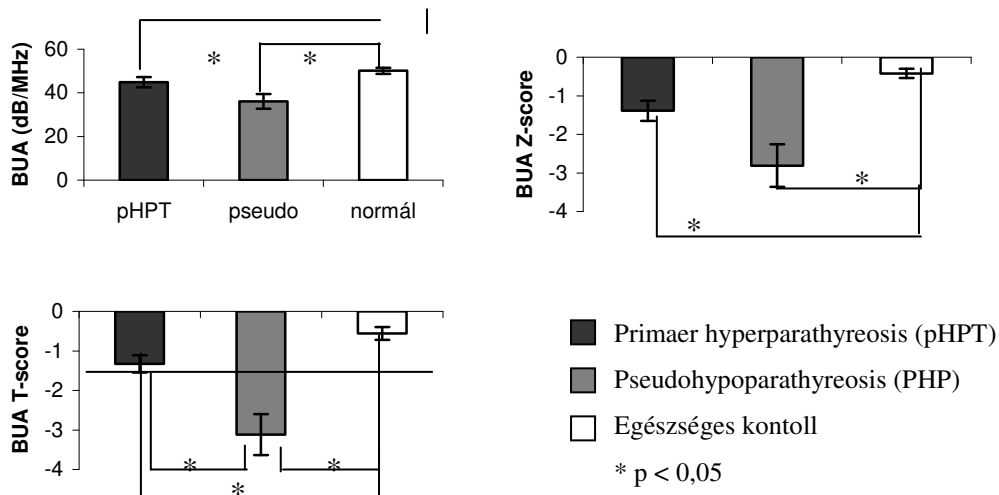 *
*
BUA (dB/MHz)
60
40
20
0
pHPT
pseudo
normál
BUA Z-score
0
-1
-2
-3
-4
*
*
BUA T-score
0
-1
-2
-3
-4
*
*
*
Primaer hyperparathyreosis (pHPT)
Pseudohypoparathyreosis (PHP)
Egészséges kontoll
* p < 0,05